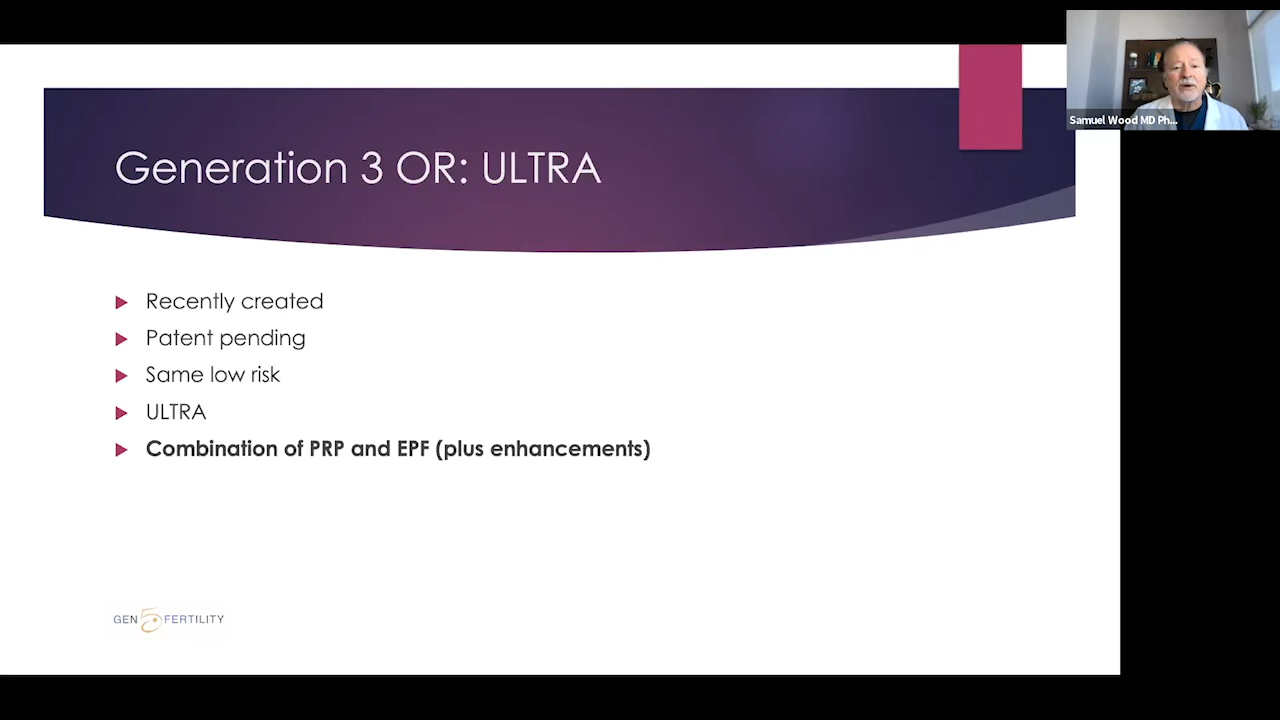 Generation 3 OR: ULTRA
Samuel Wood MD Ph...
Recently created
Patent pending
Same low risk
ULTRA
Combination of PRP and EPF (plus enhancements)
GEN 5 FERTILITY